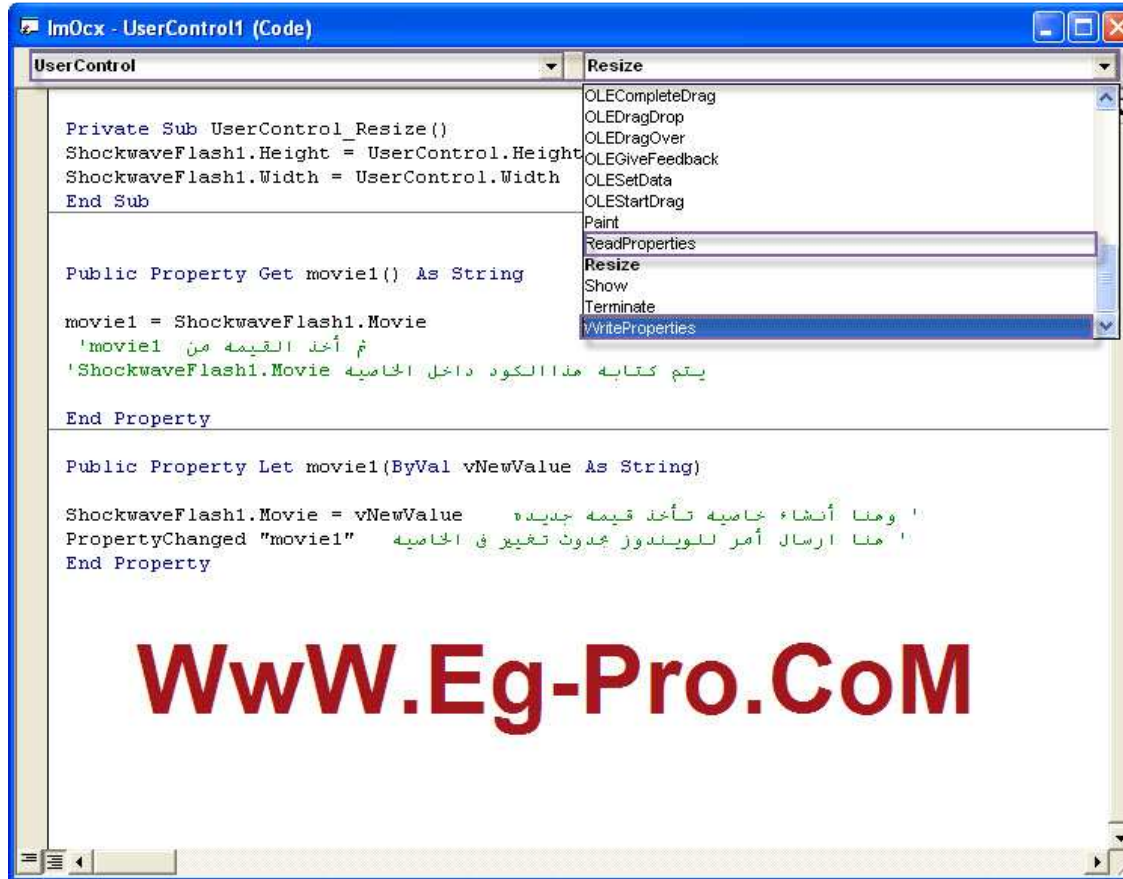 ImOcx - UserControl1 (Code)
UserControl
Resize
OLECompleteDrag
OLEDragDrop
OLEDragOver
OLEGiveFeedback
OLESetData
OLEStartDrag
Paint
ReadProperties
Resize
Show
Terminate
WriteProperties
Private Sub UserControl_Resize()
ShockwaveFlash1.Height = UserControl.Height
ShockwaveFlash1.Width = UserControl.Width
End Sub
Public Property Get movie1() As String
movie1 = ShockwaveFlash1.Movie
'movie1 ثم أخذ القيمه من
'ShockwaveFlash1.Movie يتم كتابه هذاالكود داخل الخاصيه
End Property
Public Property Let movie1(ByVal vNewValue As String)
ShockwaveFlash1.Movie = vNewValue ' وهنا أنشاء خاصيه تأخذ قيمه جديده
PropertyChanged "movie1" ' هنا ارسال أمر للويندوز بحدوث تغيير فى الخاصيه
End Property
WwW.Eg-Pro.CoM